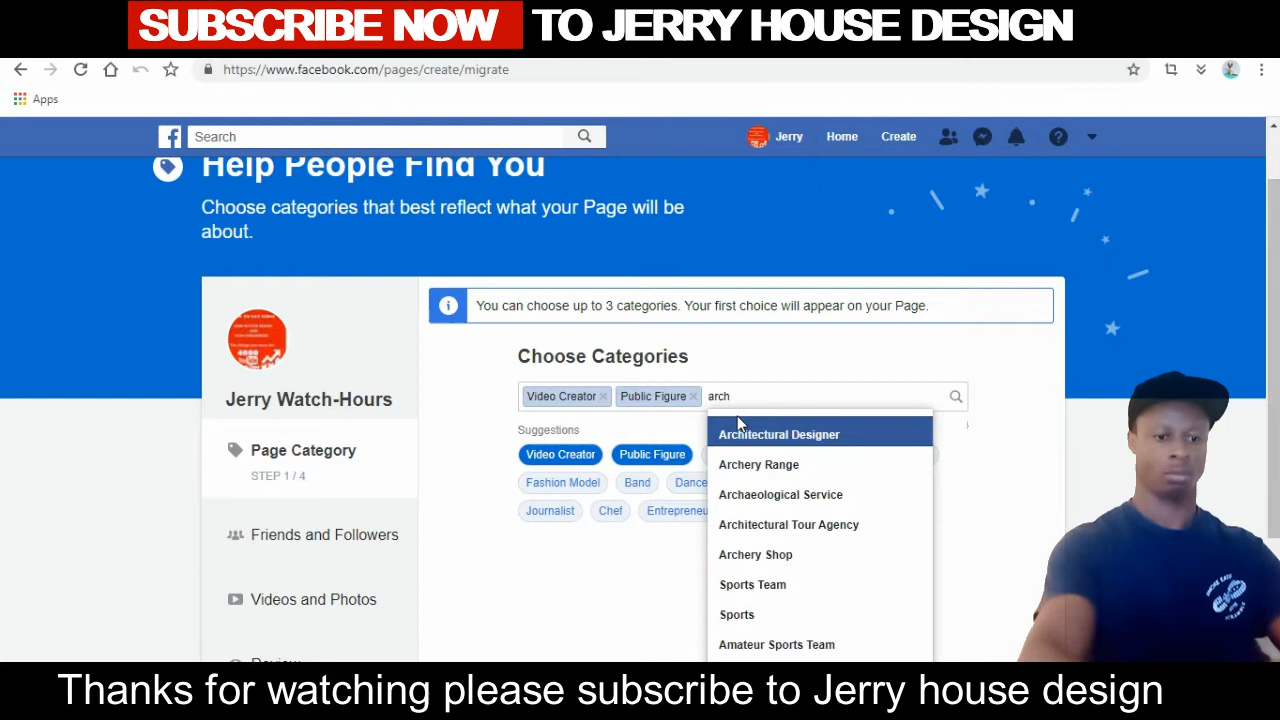 SUBSCRIBE NOW TO JERRY HOUSE DESIGN
https://www.facebook.com/pages/create/migrate
Apps
Search
Jerry
Home
Create
Help People Find You
Choose categories that best reflect what your Page will be
about.
You can choose up to 3 categories. Your first choice will appear on your Page.
Jerry Watch-Hours
Page Category
STEP 1 / 4
Friends and Followers
Videos and Photos
Choose Categories
Video Creator
Public Figure
arch
Suggestions
Video Creator
Public Figure
Fashion Model
Band
Journalist
Chef
Architectural Designer
Archery Range
Archaeological Service
Architectural Tour Agency
Archery Shop
Sports Team
Sports
Amateur Sports Team
Thanks for watching please subscribe to Jerry house design